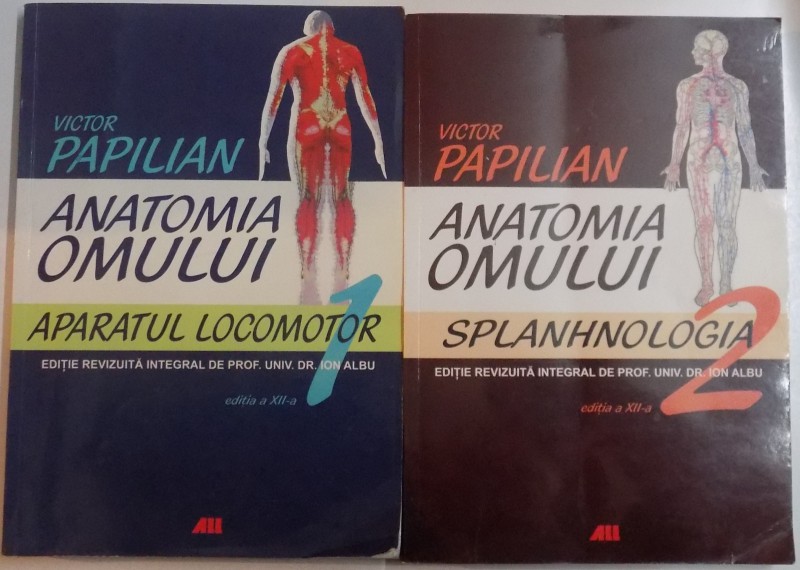 VICTOR
PAPILIAN
ANATOMIA
OMULUI
1
APARATUL LOCOMOTOR
EDIȚIE REVIZUITĂ INTEGRAL DE PROF. UNIV. DR. ION ALBU
ediția a XII-a
ALL
VICTOR
PAPILIAN
ANATOMIA
OMULUI
2
SPLANHNOLOGIA
EDIȚIE REVIZUITĂ INTEGRAL DE PROF. UNIV. DR. ION ALBU
ediția a XII-a
ALL